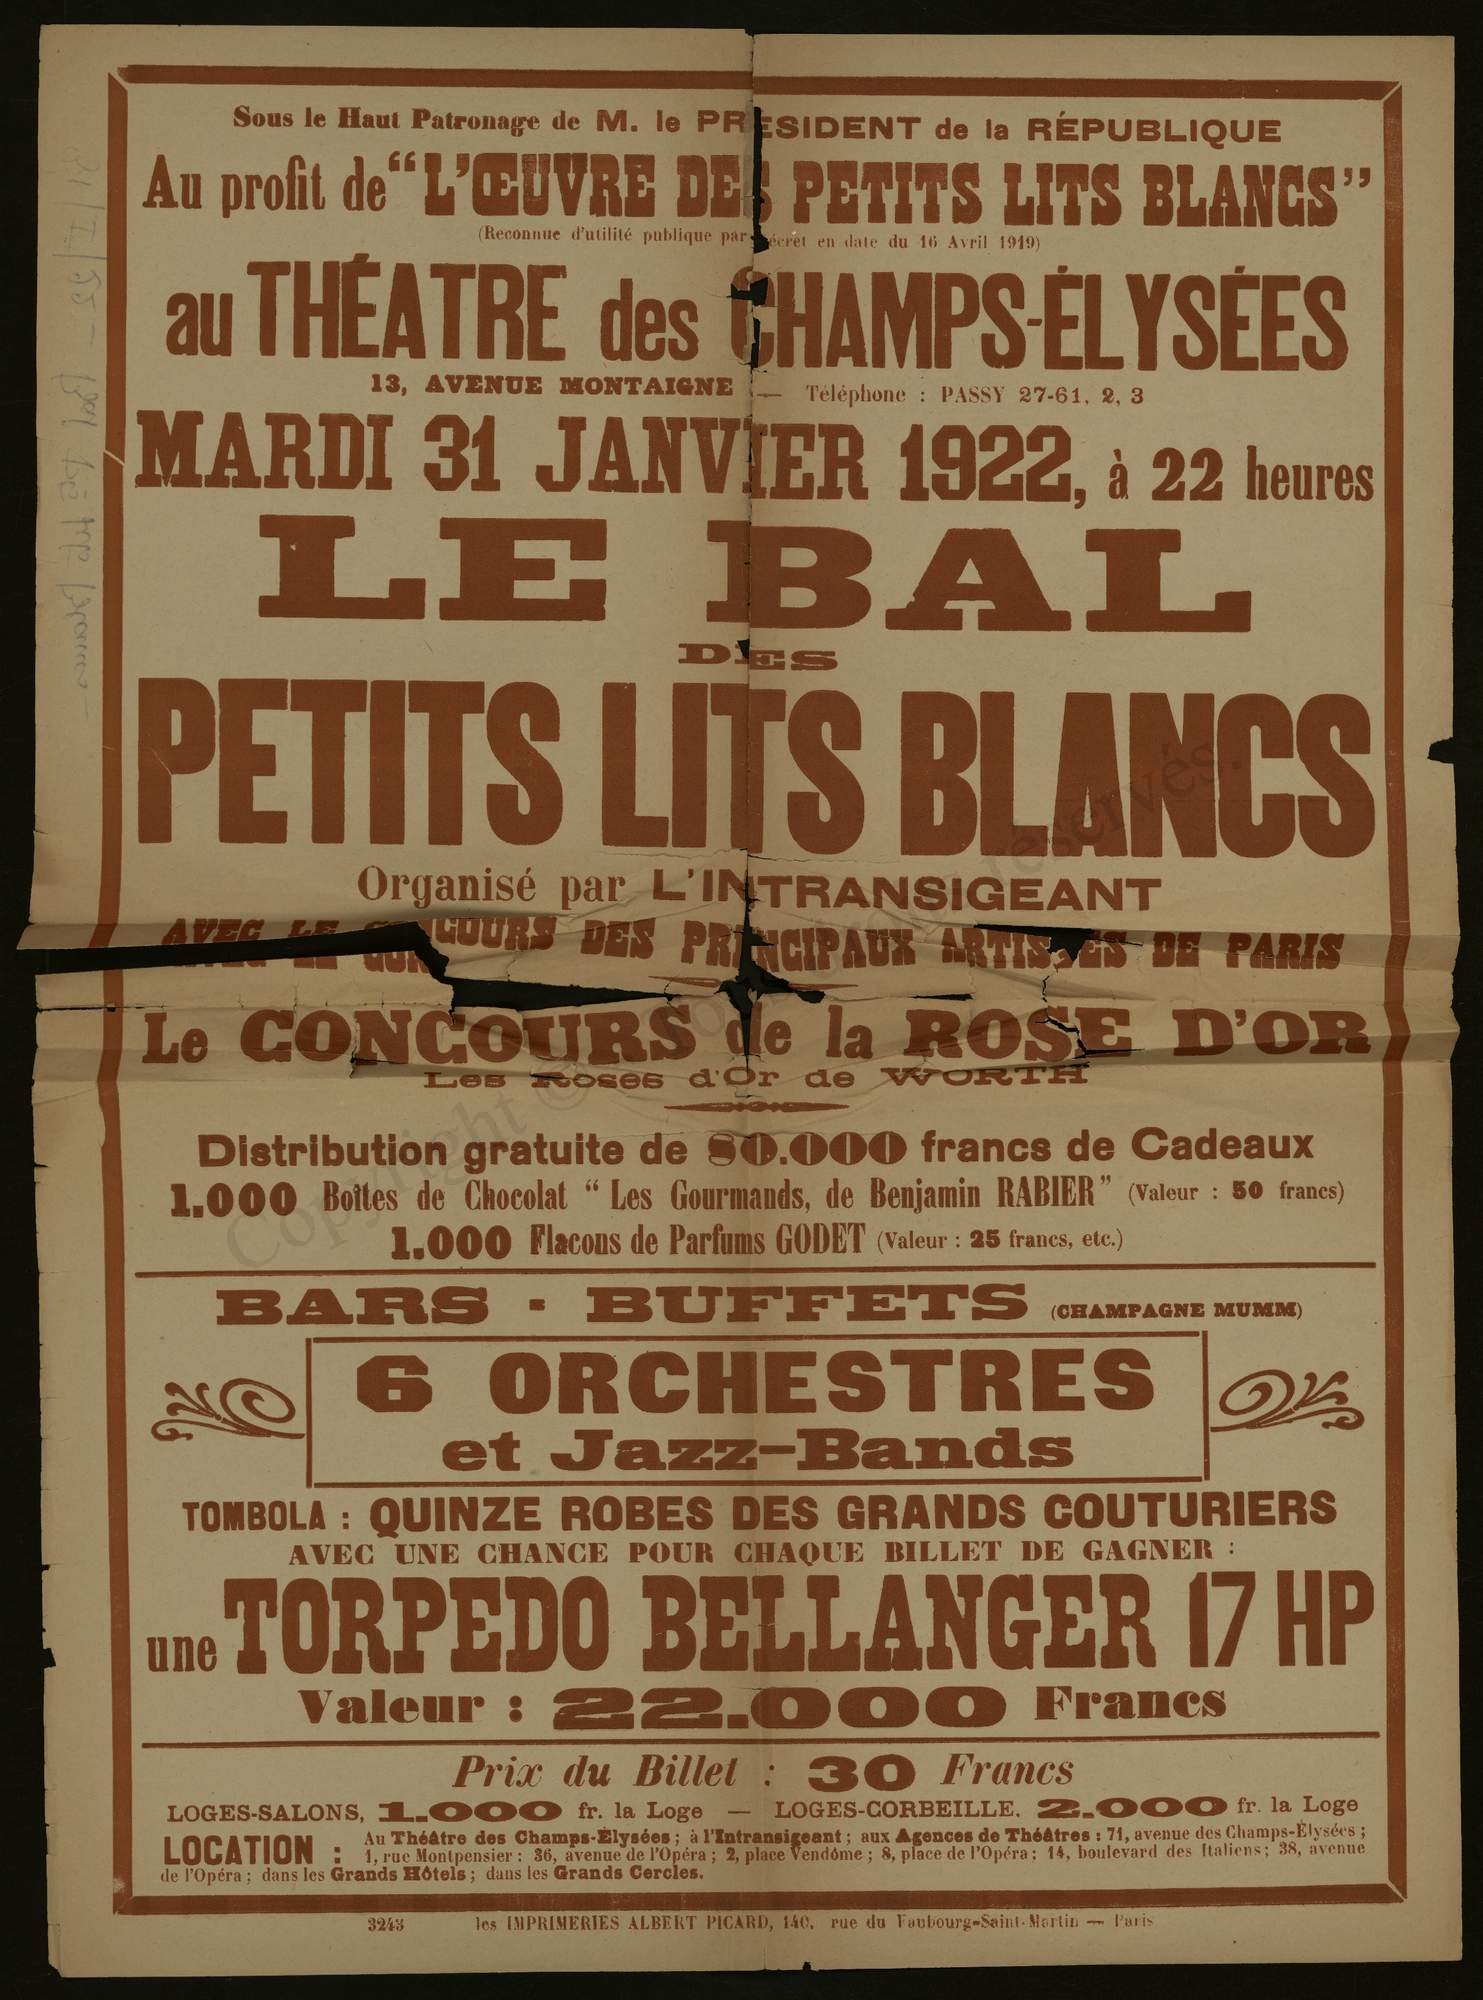 Sous le Haut Patronage de M. le PRESIDENT de la RÉPUBLIQUE
Au profit de "L'ŒUVRE DES PETITS LITS BLANCS"
(Reconnue d'utilité publique par décret en date du 16 Avril 1919)
au THÉATRE des CHAMPS-ÉLYSÉES
13, AVENUE MONTAIGNE — Téléphone : PASSY 27-61, 2, 3
MARDI 31 JANVIER 1922, à 22 heures
LE BAL
DES
PETITS LITS BLANCS
Organisé par L'INTRANSIGEANT
AVEC LE CONCOURS DES PRINCIPAUX ARTISTES DE PARIS
Le CONCOURS de la ROSE D'OR
Les Roses d'Or de WORTH
Distribution gratuite de 80.000 francs de Cadeaux
1.000 Boîtes de Chocolat "Les Gourmands, de Benjamin RABIER" (Valeur : 50 francs)
1.000 Flacons de Parfums GODET (Valeur : 25 francs, etc.)
BARS - BUFFETS (CHAMPAGNE MUMM)
6 ORCHESTRES
et Jazz-Bands
TOMBOLA : QUINZE ROBES DES GRANDS COUTURIERS
AVEC UNE CHANCE POUR CHAQUE BILLET DE GAGNER :
une TORPEDO BELLANGER 17 HP
Valeur : 22.000 Francs
Prix du Billet : 30 Francs
LOGES-SALONS, 1.000 fr. la Loge — LOGES-CORBEILLE, 2.000 fr. la Loge
LOCATION : Au Théâtre des Champs-Élysées ; à l'Intransigeant ; aux Agences de Théâtres : 71, avenue des Champs-Élysées ;
1, rue Montpensier ; 36, avenue de l'Opéra ; 2, place Vendôme ; 8, place de l'Opéra ; 14, boulevard des Italiens ; 38, avenue
de l'Opéra ; dans les Grands Hôtels ; dans les Grands Cercles.
3243 les IMPRIMERIES ALBERT PICARD, 140, rue du Faubourg-Saint-Martin — Paris
Copyright © réservés.